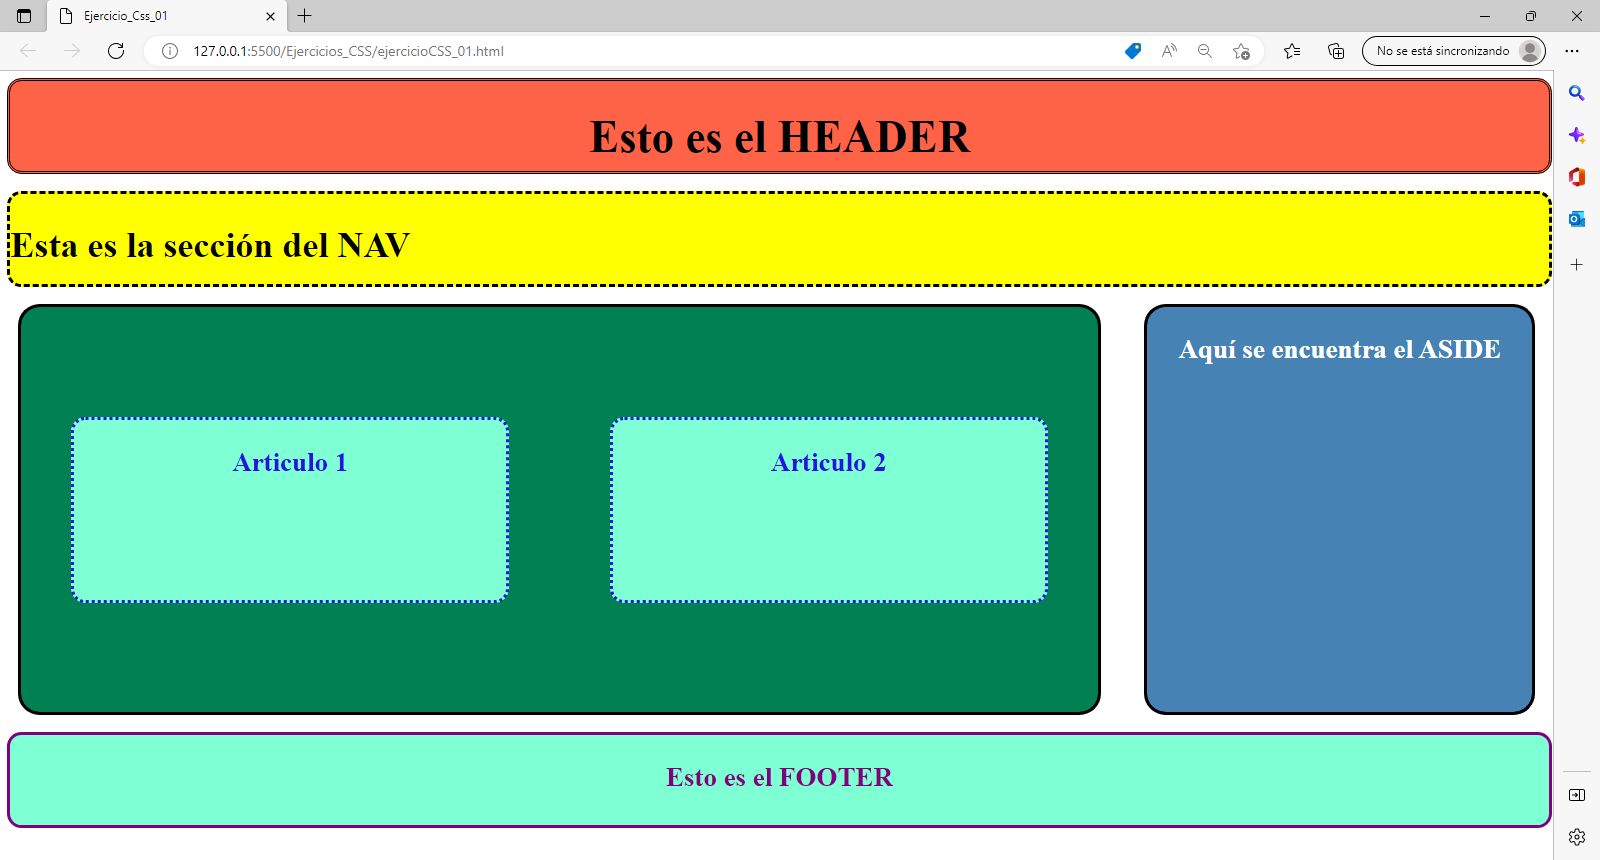 Ejercicio_Css_01
127.0.0.1:5500/Ejercicios_CSS/ejercicioCSS_01.html
No se está sincronizando
Esto es el HEADER
Esta es la sección del NAV
Aquí se encuentra el ASIDE
Articulo 1
Articulo 2
Esto es el FOOTER